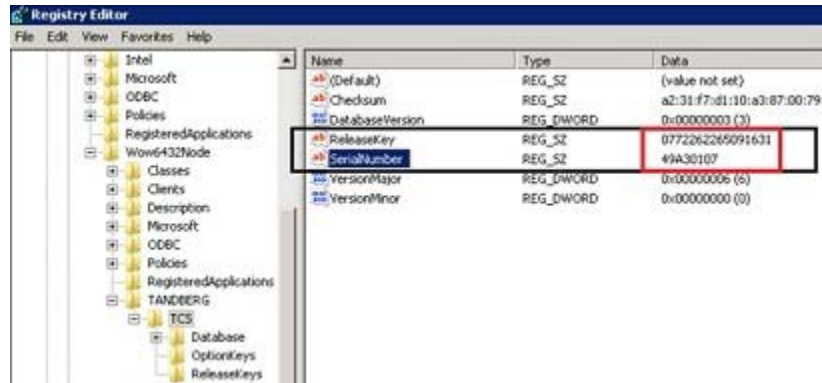 Registry Editor
File Edit View Favorites Help
Intel
Microsoft
ODBC
Policies
RegisteredApplications
Wow6432Node
Classes
Clients
Description
Microsoft
ODBC
Policies
RegisteredApplications
TANDBERG
TCS
Database
OptionKeys
ReleaseKeys
Name Type Data
(Default) REG_SZ (value not set)
Checksum REG_SZ a2:31:f7:d1:10:a3:87:00:79
DatabaseVersion REG_DWORD 0x00000003 (3)
ReleaseKey REG_SZ 0772262265091631
SerialNumber REG_SZ 49A30107
VersionMajor REG_DWORD 0x00000006 (6)
VersionMinor REG_DWORD 0x00000000 (0)